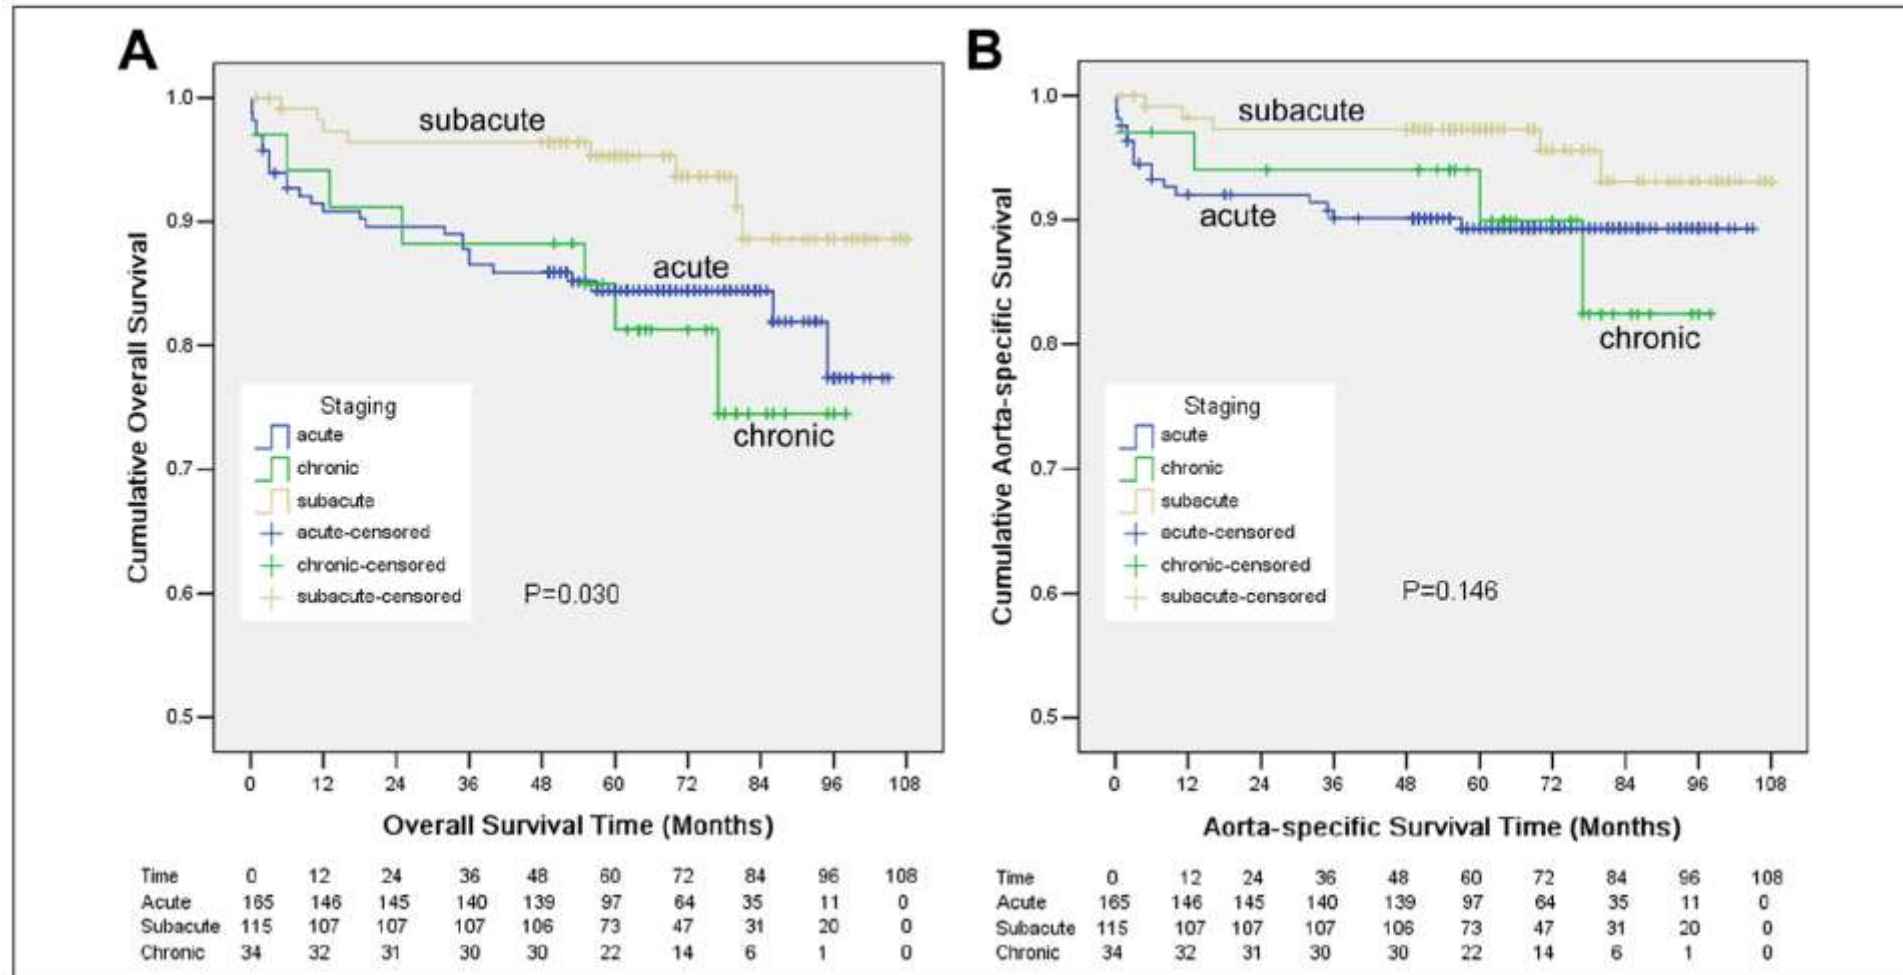 A
Cumulative Overall Survival
1.0
0.9
0.8
0.7
0.6
0.5
subacute
acute
chronic
Staging
acute
chronic
subacute
acute-censored
chronic-censored
subacute-censored
P=0.030
0 12 24 36 48 60 72 84 96 108
Overall Survival Time (Months)
Time 0 12 24 36 48 60 72 84 96 108
Acute 165 146 145 140 139 97 64 35 11 0
Subacute 115 107 107 107 106 73 47 31 20 0
Chronic 34 32 31 30 30 22 14 6 1 0
B
Cumulative Aorta-specific Survival
1.0
0.9
0.8
0.7
0.6
0.5
subacute
acute
chronic
Staging
acute
chronic
subacute
acute-censored
chronic-censored
subacute-censored
P=0.146
0 12 24 36 48 60 72 84 96 108
Aorta-specific Survival Time (Months)
Time 0 12 24 36 48 60 72 84 96 108
Acute 165 146 145 140 139 97 64 35 11 0
Subacute 115 107 107 107 106 73 47 31 20 0
Chronic 34 32 31 30 30 22 14 6 1 0